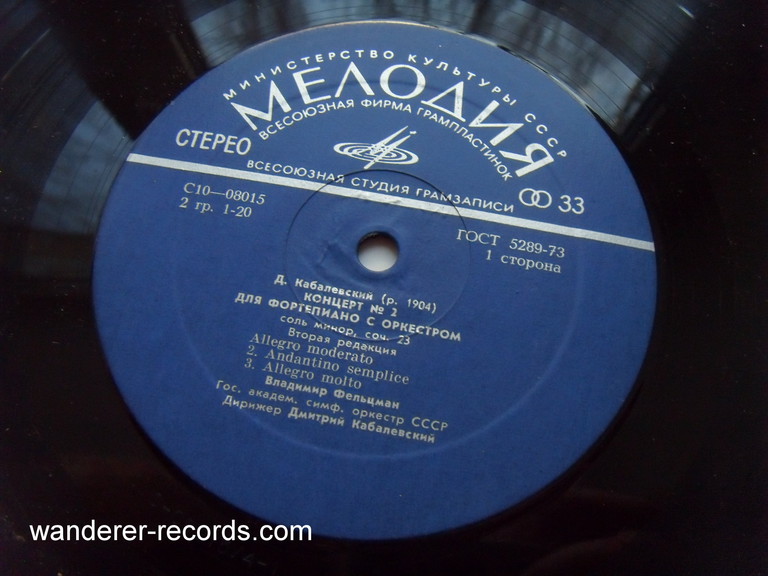 МИНИСТЕРСТВО КУЛЬТУРЫ СССР
МЕЛОДИЯ
ВСЕСОЮЗНАЯ ФИРМА ГРАМПЛАСТИНОК
СТЕРЕО
ВСЕСОЮЗНАЯ СТУДИЯ ГРАМЗАПИСИ
33
С10—08015
2 гр. 1-20
ГОСТ 5289-73
1 сторона
Д. Кабалевский (р. 1904)
КОНЦЕРТ № 2
ДЛЯ ФОРТЕПИАНО С ОРКЕСТРОМ
соль минор, соч. 23
Вторая редакция
Allegro moderato
2. Andantino semplice
3. Allegro molto
Владимир Фельцман
Гос. академ. симф. оркестр СССР
Дирижер Дмитрий Кабалевский
wanderer-records.com